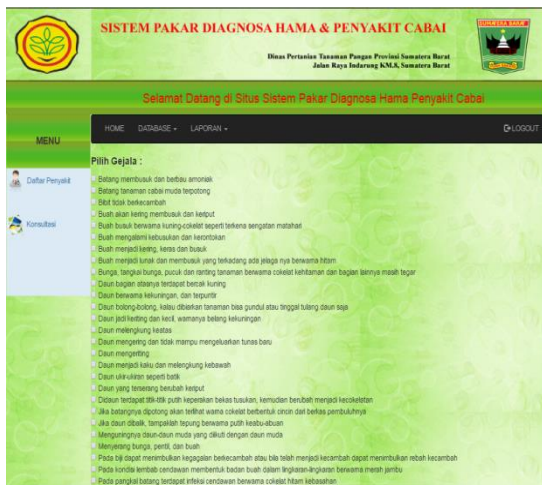 SISTEM PAKAR DIAGNOSA HAMA & PENYAKIT CABAI
Dinas Pertanian Tanaman Pangan Provinsi Sumatera Barat
Jalan Raya Indarung KM.8, Sumatera Barat
SUMATERA BARAT
Selamat Datang di Situs Sistem Pakar Diagnosa Hama Penyakit Cabai
MENU
Daftar Penyakit
Konsultasi
HOME DATABASE LAPORAN LOGOUT
Pilih Gejala :
Batang membusuk dan berbau amoniak
Batang tanaman cabai muda terpotong
Bibit tidak berkecambah
Buah akan kering membusuk dan keriput
Buah busuk berwarna kuning-cokelat seperti terkena sengatan matahari
Buah mengalami kebusukan dan kerontokan
Buah menjadi kering, keras dan busuk
Buah menjadi lunak dan membusuk yang terkadang ada jelaga nya berwarna hitam
Bunga, tangkai bunga, pucuk dan ranting tanaman berwarna cokelat kehitaman dan bagian lainnya masih tegar
Daun bagian atasnya terdapat bercak kuning
Daun berwarna kekuningan, dan terpuntir
Daun bolong-bolong, kalau dibiarkan tanaman bisa gundul atau tinggal tulang daun saja
Daun jadi keriting dan kecil, warnanya belang kekuningan
Daun melengkung keatas
Daun mengering dan tidak mampu mengeluarkan tunas baru
Daun mengeriting
Daun menjadi kaku dan melengkung kebawah
Daun ukir-ukiran seperti batik
Daun yang terserang berubah keriput
Didaun terdapat titik-titik putih keperakan bekas tusukan, kemudian berubah menjadi kecokelatan
Jika batangnya dipotong akan terlihat warna cokelat berbentuk cincin dari berkas pembuluhnya
Jika daun dibalik, tampaklah tepung berwarna putih keabu-abuan
Menguningnya daun-daun muda yang diikuti dengan daun muda
Menyerang bunga, pentil, dan buah
Pada biji dapat menimbulkan kegagalan berkecambah atau bila telah menjadi kecambah dapat menimbulkan rebah kecambah
Pada kondisi lembab cendawan membentuk badan buah dalam lingkaran-lingkaran berwarna merah jambu
Pada pangkal batang terdapat infeksi cendawan berwarna cokelat hitam kebasahan